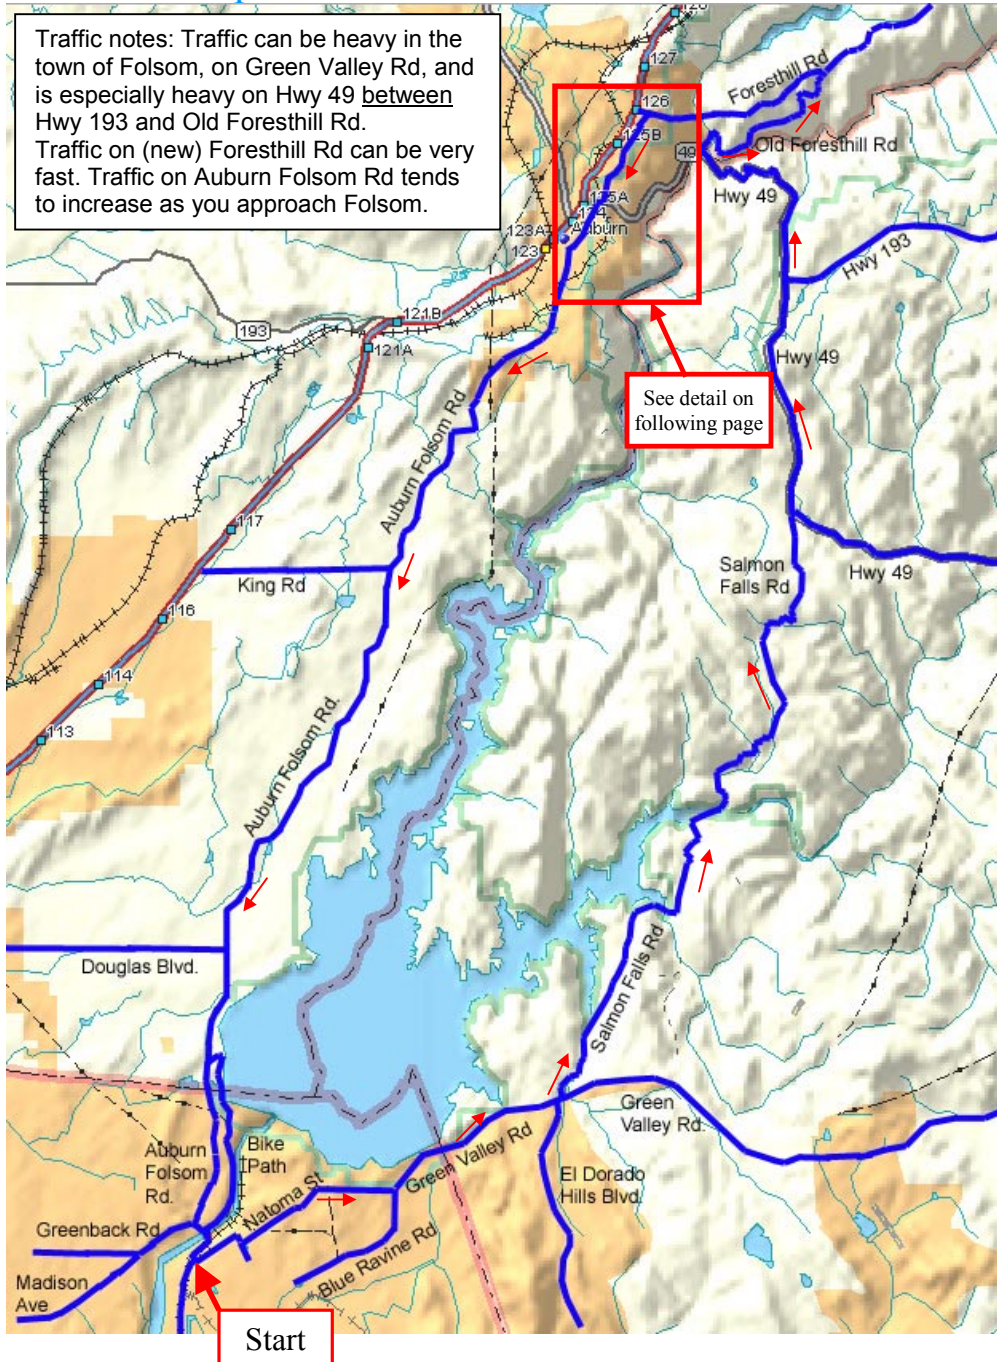 Traffic notes: Traffic can be heavy in the
town of Folsom, on Green Valley Rd, and
is especially heavy on Hwy 49 between
Hwy 193 and Old Foresthill Rd.
Traffic on (new) Foresthill Rd can be very
fast. Traffic on Auburn Folsom Rd tends
to increase as you approach Folsom.
127
126
125B
125A
124
123A
123
Auburn
49
Foresthill Rd
Old Foresthill Rd
Hwy 49
Hwy 193
121B
193
121A
Hwy 49
See detail on
following page
Auburn Folsom Rd
117
King Rd
Salmon
Falls Rd
Hwy 49
116
114
113
Auburn Folsom Rd.
Douglas Blvd.
Salmon Falls Rd
Green
Valley Rd.
Green Valley Rd
Auburn
Folsom
Rd.
Bike
Path
Natoma St
El Dorado
Hills Blvd.
Greenback Rd
Blue Ravine Rd
Madison
Ave
Start